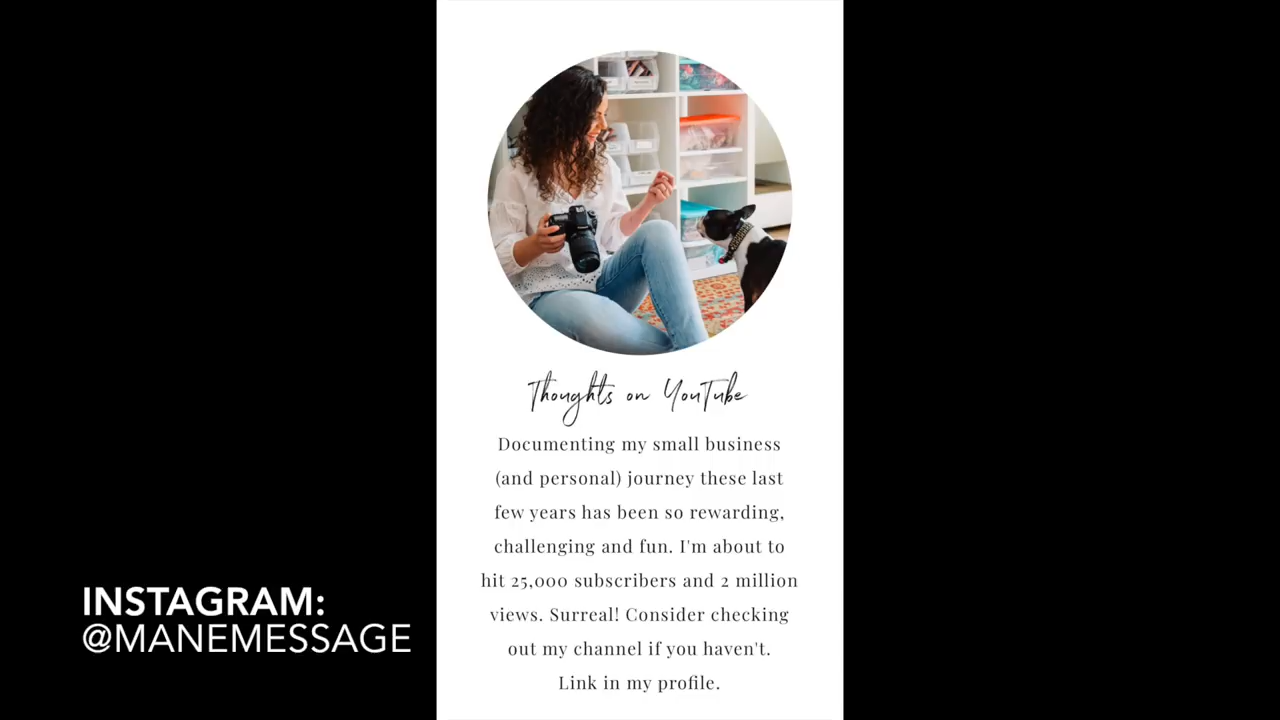 Thoughts on YouTube
Documenting my small business
(and personal) journey these last
few years has been so rewarding,
challenging and fun. I'm about to
hit 25,000 subscribers and 2 million
views. Surreal! Consider checking
out my channel if you haven't.
Link in my profile.
INSTAGRAM:
@MANEMESSAGE